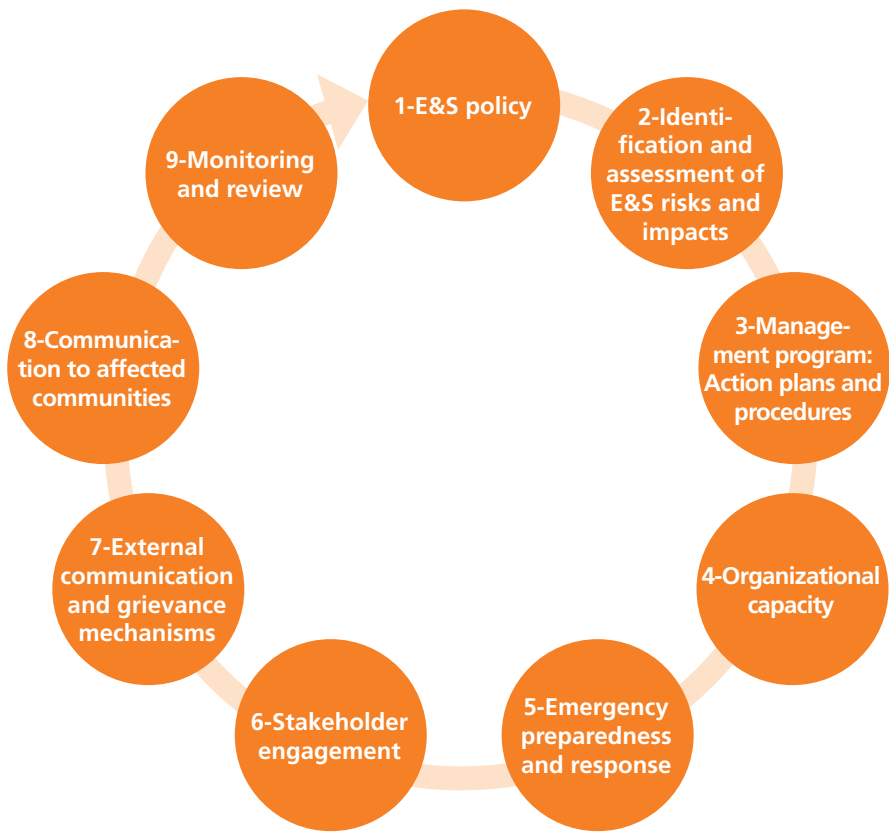 1-E&S policy
2-Identi-
fication and
assessment of
E&S risks and
impacts
3-Manage-
ment program:
Action plans and
procedures
4-Organizational
capacity
5-Emergency
preparedness
and response
6-Stakeholder
engagement
7-External
communication
and grievance
mechanisms
8-Communica-
tion to affected
communities
9-Monitoring
and review